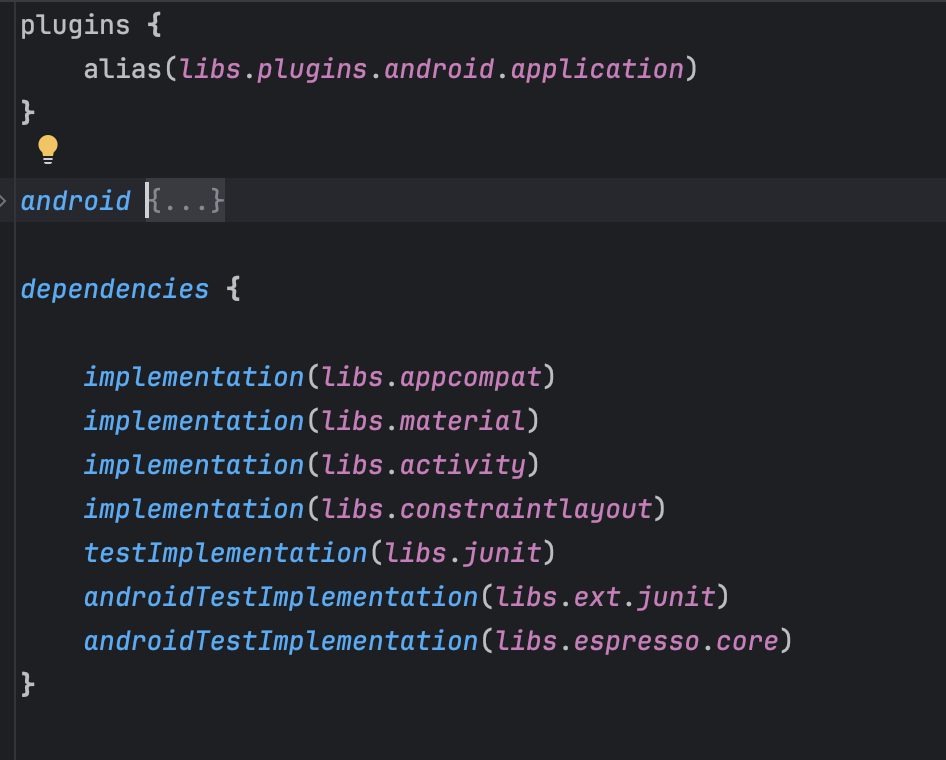 plugins {
    alias(libs.plugins.android.application)
}
android {...}
dependencies {
    implementation(libs.appcompat)
    implementation(libs.material)
    implementation(libs.activity)
    implementation(libs.constraintlayout)
    testImplementation(libs.junit)
    androidTestImplementation(libs.ext.junit)
    androidTestImplementation(libs.espresso.core)
}